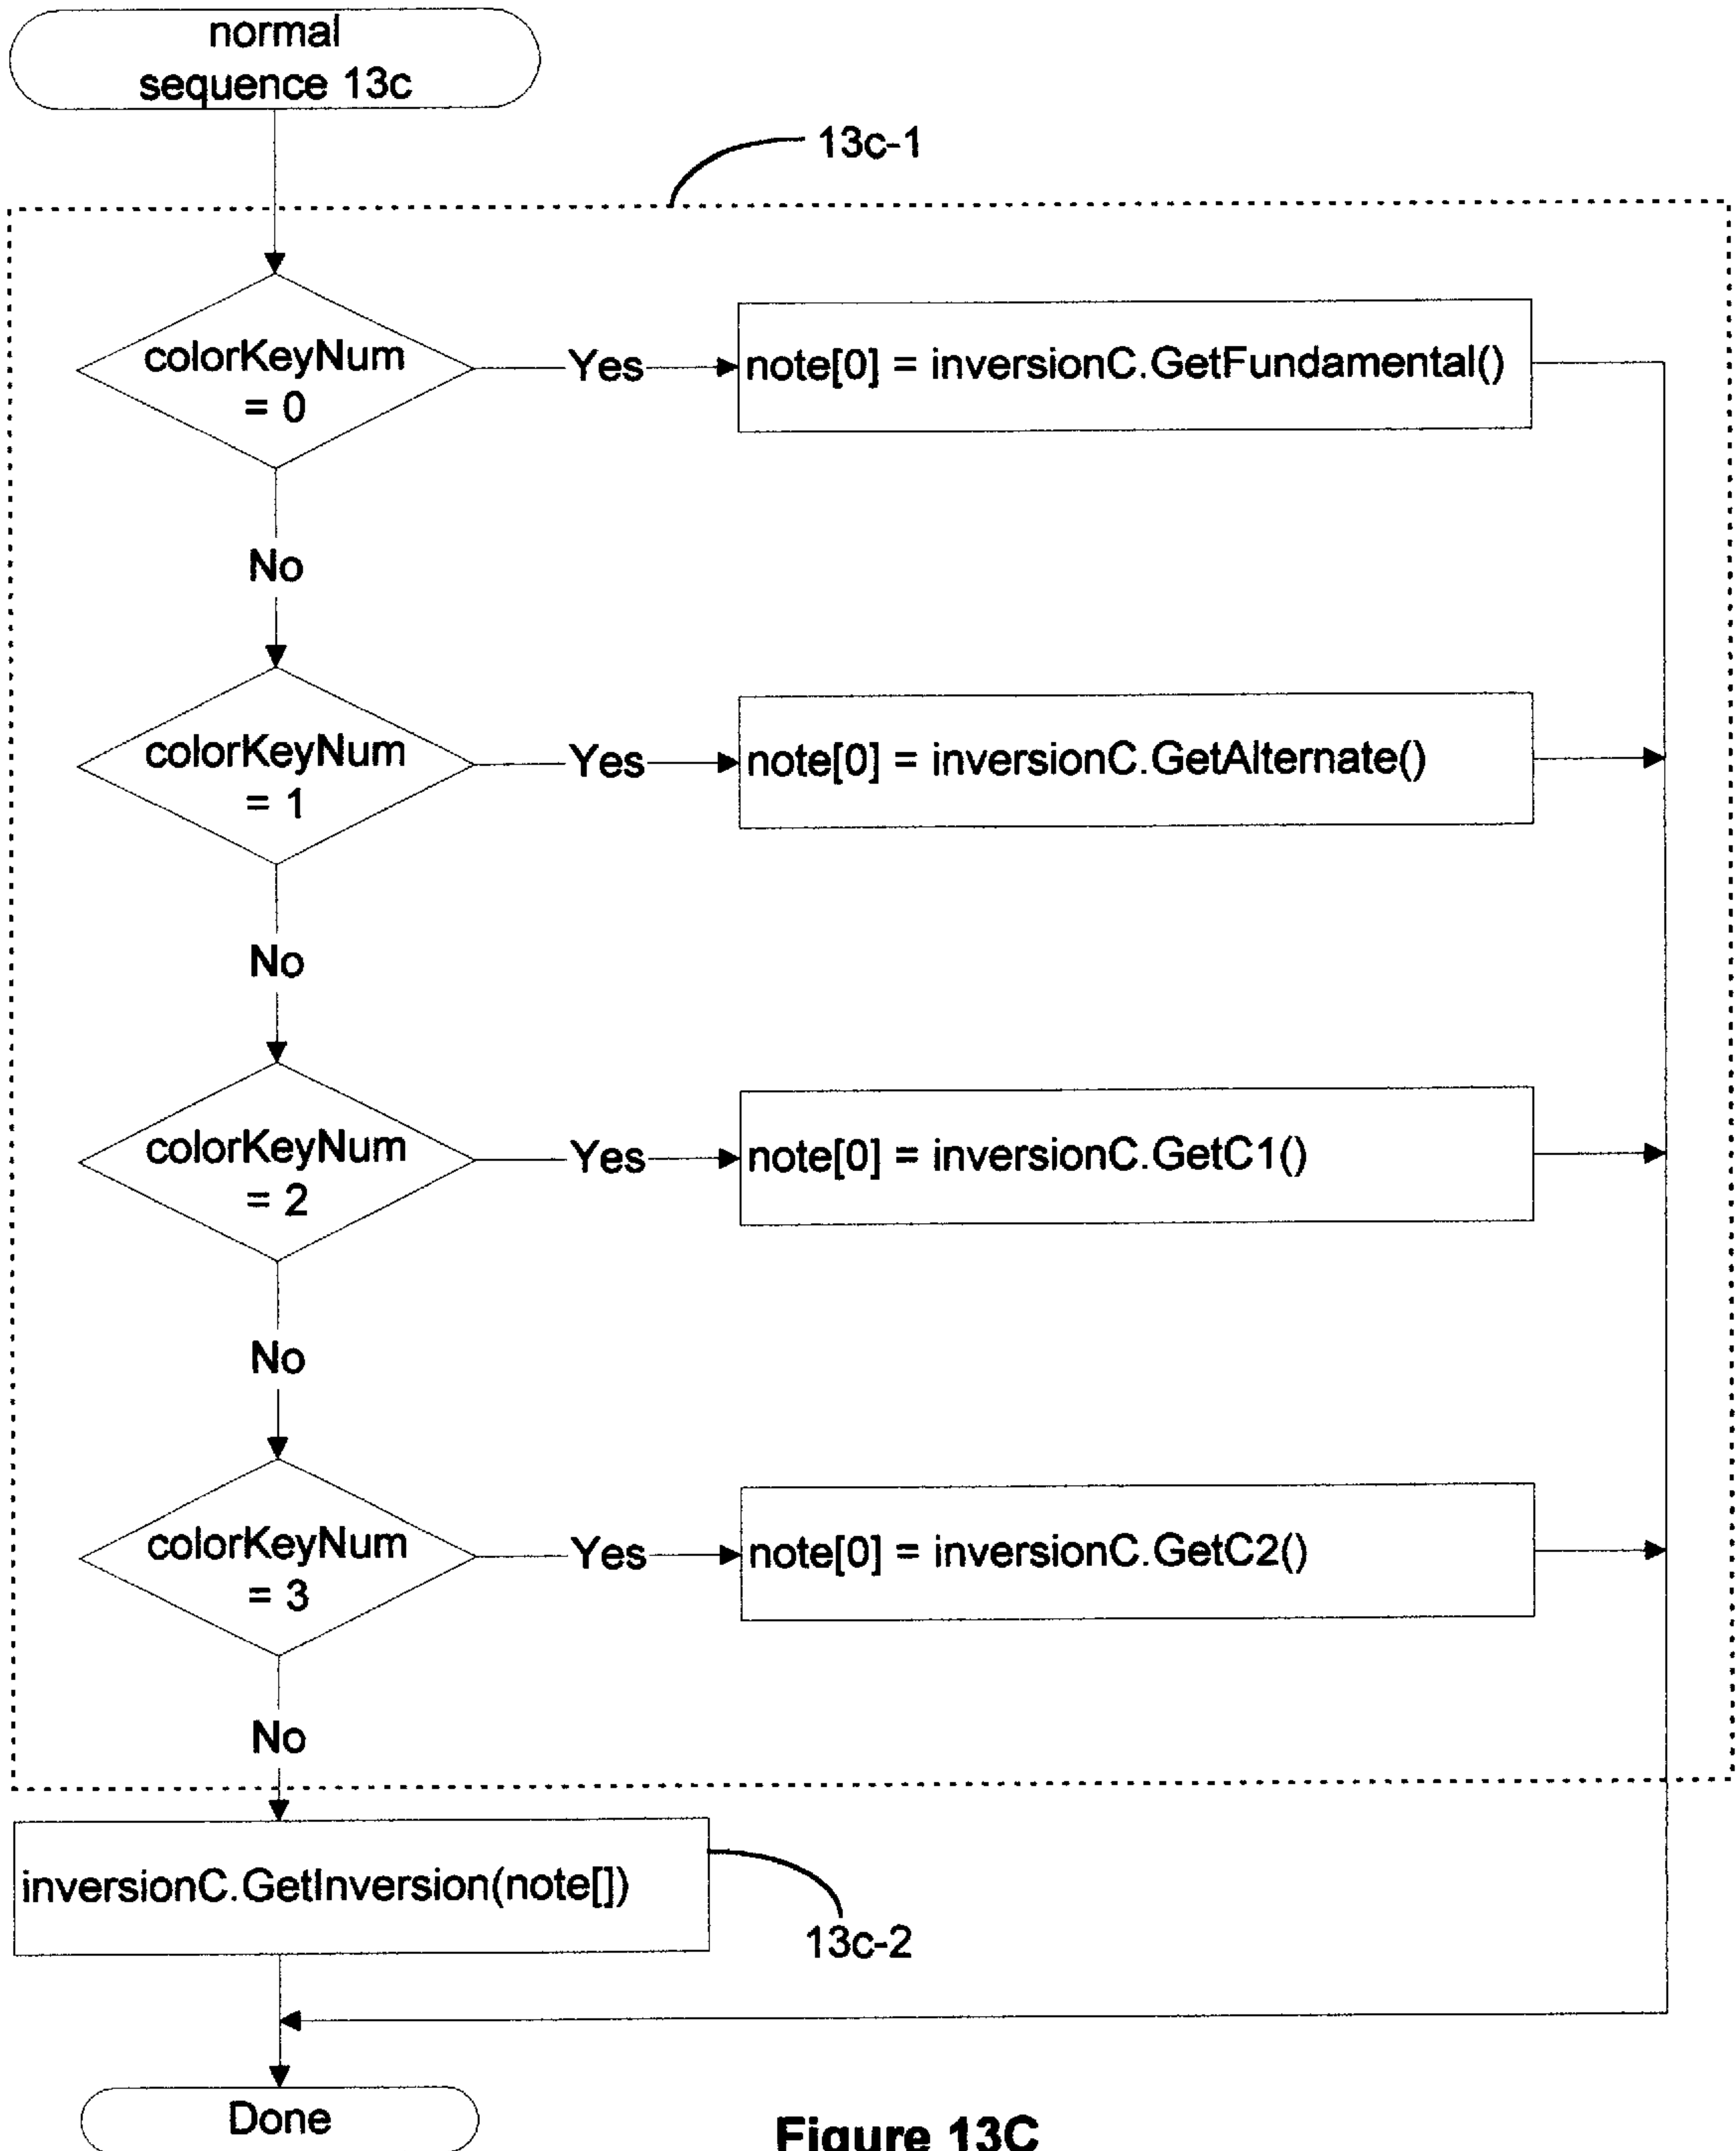 normal
sequence 13c
13c-1
colorKeyNum
= 0
Yes
note[0] = inversionC.GetFundamental()
No
colorKeyNum
= 1
Yes
note[0] = inversionC.GetAlternate()
No
colorKeyNum
= 2
Yes
note[0] = inversionC.GetC1()
No
colorKeyNum
= 3
Yes
note[0] = inversionC.GetC2()
No
inversionC.GetInversion(note[])
13c-2
Done
Figure 13C